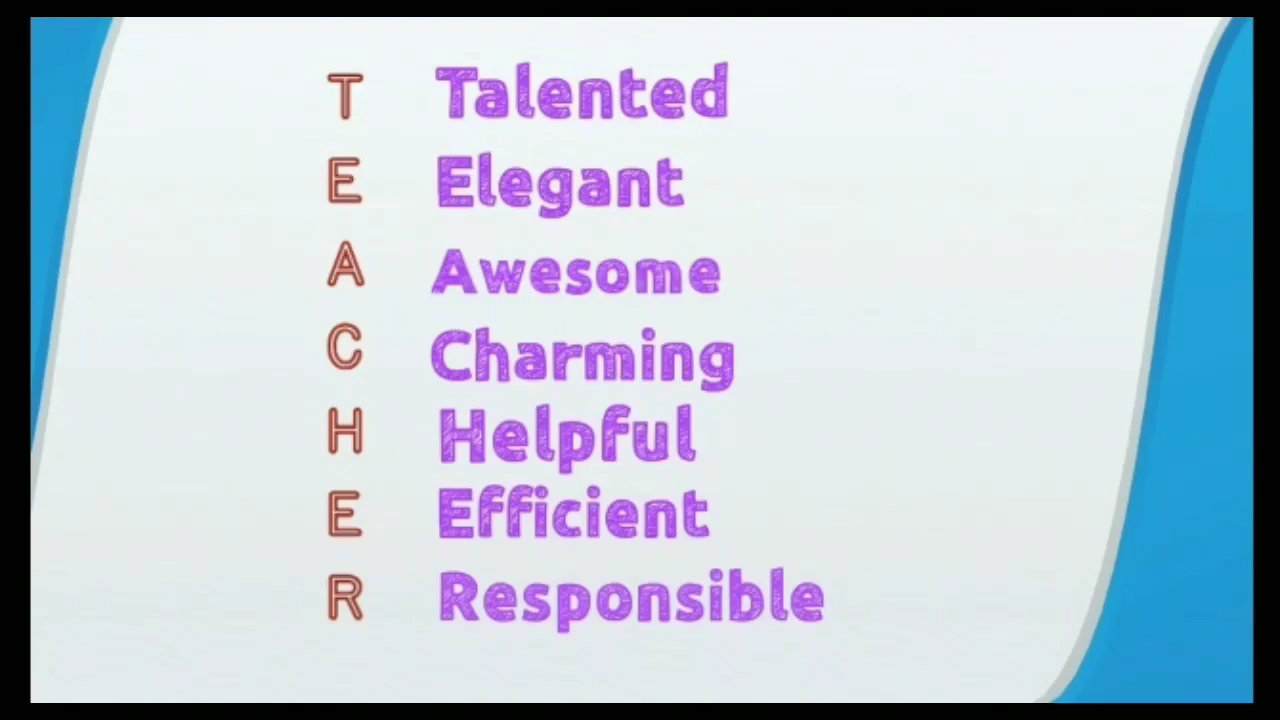 T Talented
E Elegant
A Awesome
C Charming
H Helpful
E Efficient
R Responsible